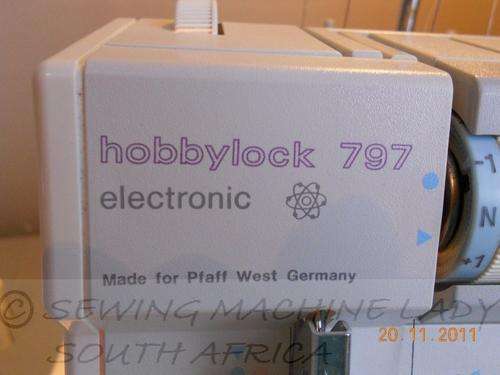 hobbylock 797
electronic
-1
N
+1
Made for Pfaff West Germany
© SEWING MACHINE LADY
SOUTH AFRICA
20.11.2011